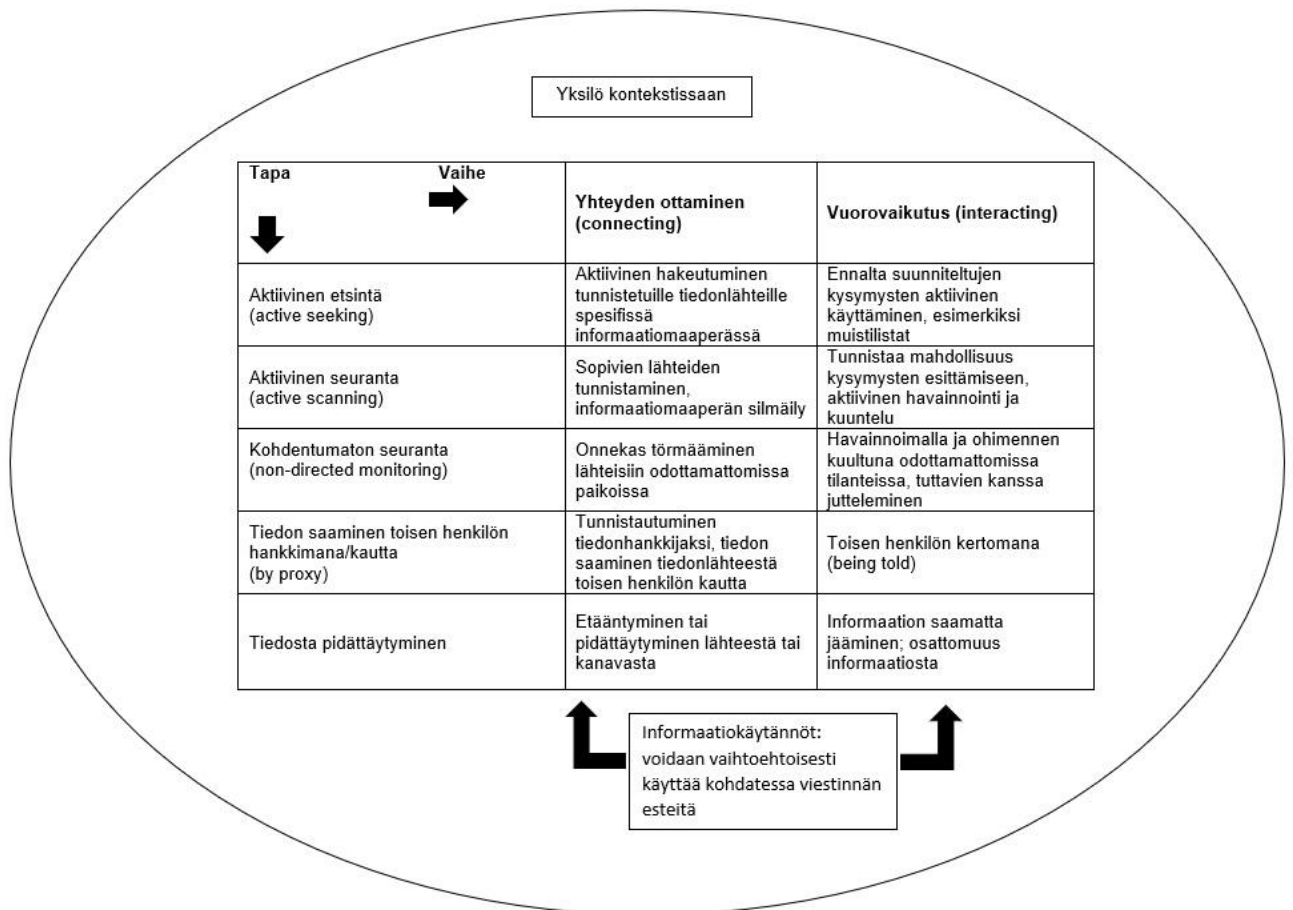 Yksilö kontekstissaan
Tapa Vaihe
Yhteyden ottaminen
(connecting)
Vuorovaikutus (interacting)
Aktiivinen etsintä
(active seeking)
Aktiivinen hakeutuminen
tunnistetuille tiedonlähteille
spesifissä
informaatiomaaperässä
Ennalta suunniteltujen
kysymysten aktiivinen
käyttäminen, esimerkiksi
muistilistat
Aktiivinen seuranta
(active scanning)
Sopivien lähteiden
tunnistaminen,
informaatiomaaperän silmäily
Tunnistaa mahdollisuus
kysymysten esittämiseen,
aktiivinen havainnointi ja
kuuntelu
Kohdentumaton seuranta
(non-directed monitoring)
Onnekas törmääminen
lähteisiin odottamattomissa
paikoissa
Havainnoimalla ja ohimennen
kuultuna odottamattomissa
tilanteissa, tuttavien kanssa
jutteleminen
Tiedon saaminen toisen henkilön
hankkimana/kautta
(by proxy)
Tunnistautuminen
tiedonhankkijaksi, tiedon
saaminen tiedonlähteestä
toisen henkilön kautta
Toisen henkilön kertomana
(being told)
Tiedosta pidättäytyminen
Etääntyminen tai
pidättäytyminen lähteestä tai
kanavasta
Informaation saamatta
jääminen; osattomuus
informaatiosta
Informaatiokäytännöt:
voidaan vaihtoehtoisesti
käyttää kohdatessa viestinnän
esteitä